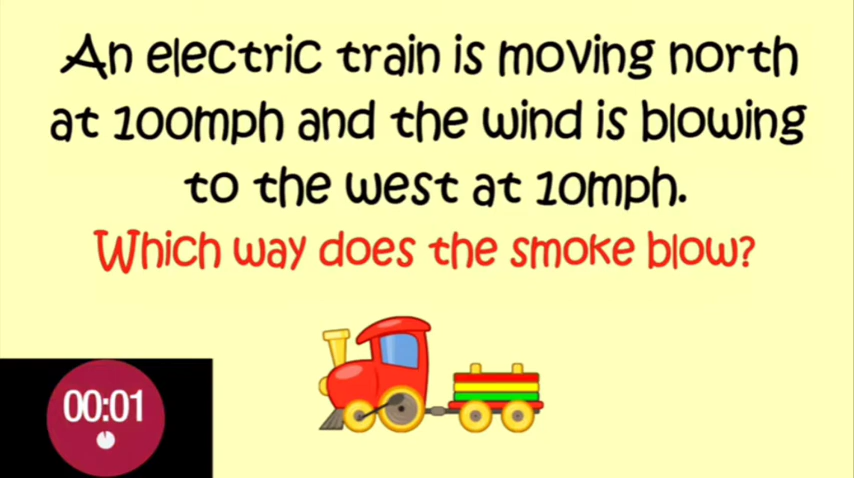 An electric train is moving north
at 100mph and the wind is blowing
to the west at 10mph.
Which way does the smoke blow?
00:01